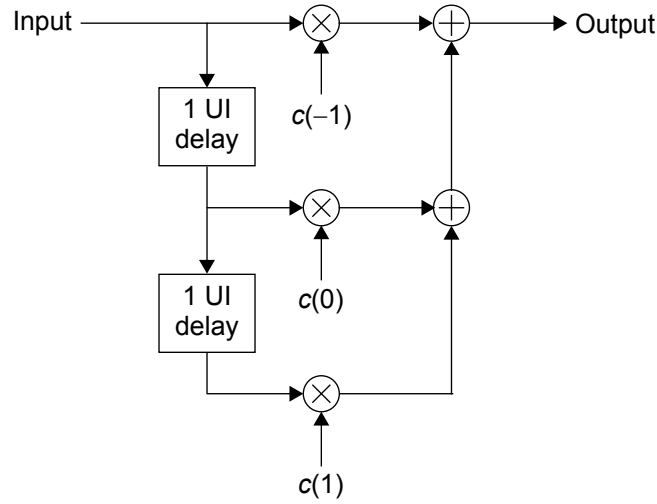 Input
Output
1 UI
delay
c(−1)
1 UI
delay
c(0)
c(1)